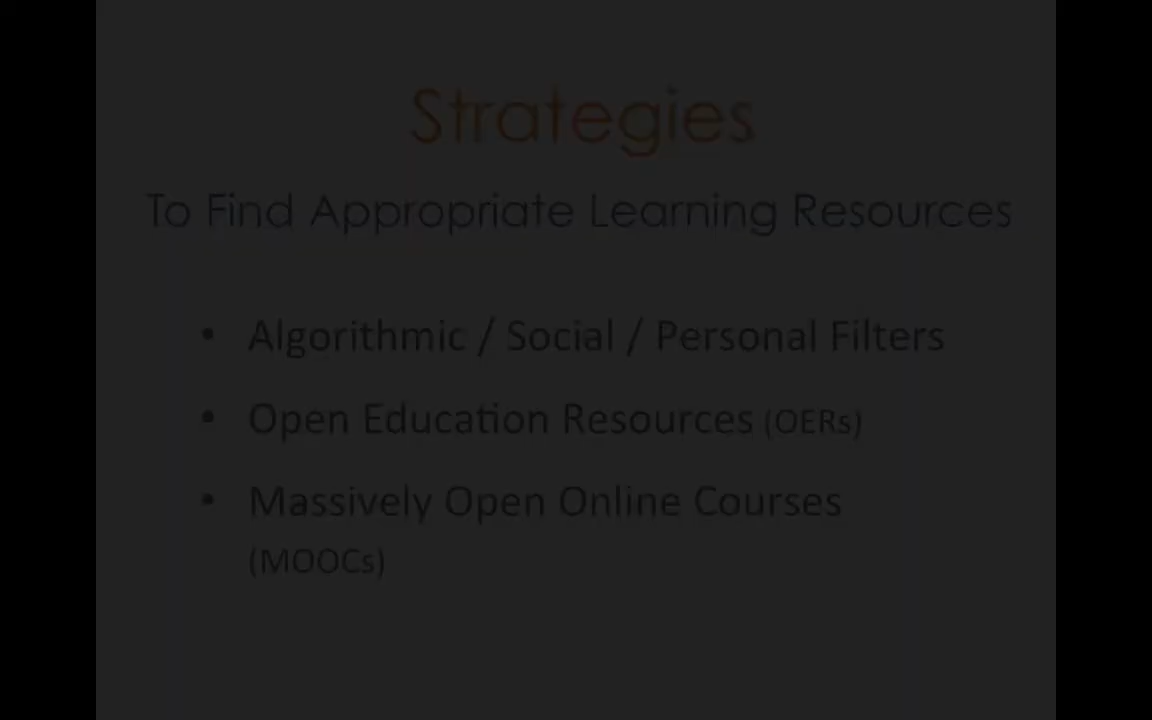 Strategies
To Find Appropriate Learning Resources
• Algorithmic / Social / Personal Filters
• Open Education Resources (OERs)
• Massively Open Online Courses
(MOOCs)